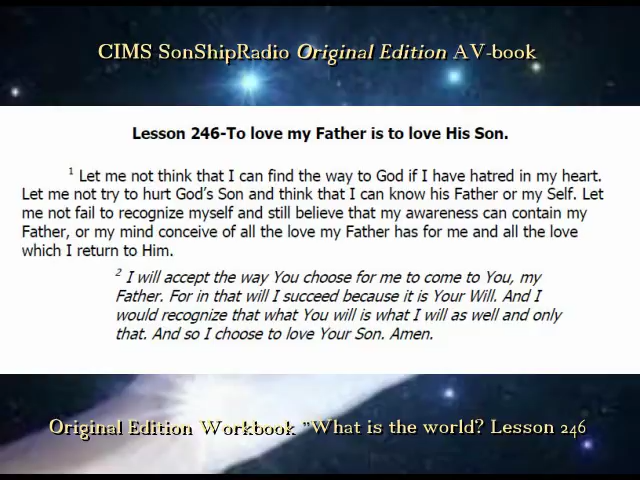 CIMS SonShipRadio Original Edition AV-book
Lesson 246-To love my Father is to love His Son.
1 Let me not think that I can find the way to God if I have hatred in my heart.
Let me not try to hurt God's Son and think that I can know his Father or my Self. Let
me not fail to recognize myself and still believe that my awareness can contain my
Father, or my mind conceive of all the love my Father has for me and all the love
which I return to Him.
2 I will accept the way You choose for me to come to You, my
Father. For in that will I succeed because it is Your Will. And I
would recognize that what You will is what I will as well and only
that. And so I choose to love Your Son. Amen.
Original Edition Workbook "What is the world? Lesson 246